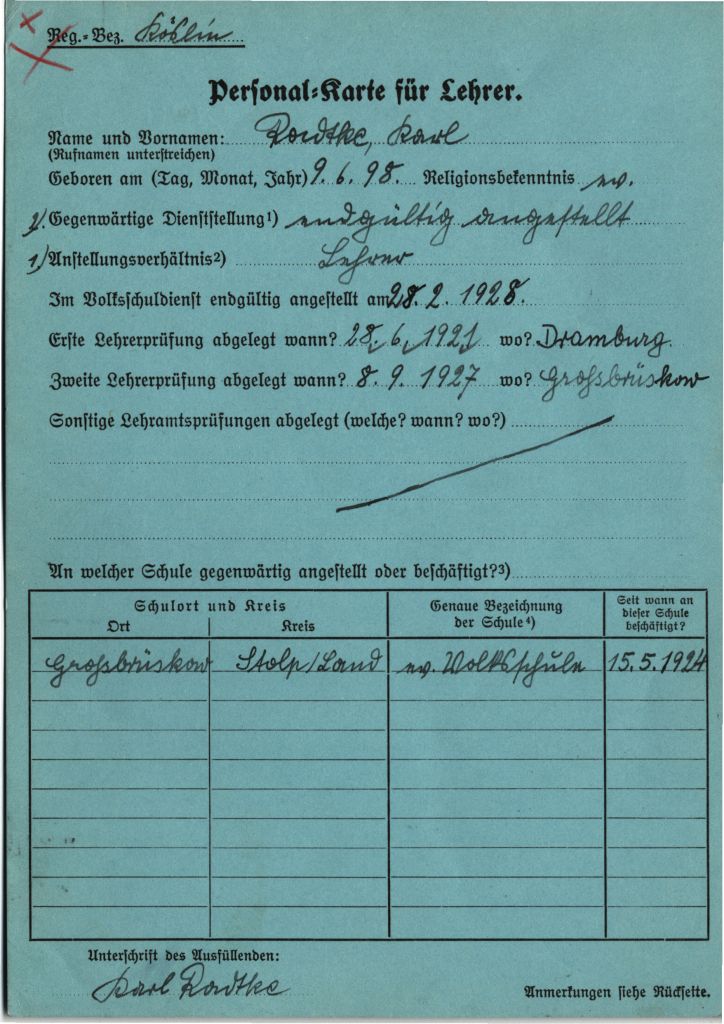 Reg.-Bez. Köslin
Personal-Karte für Lehrer.
Name und Vornamen: Radtke, Karl
(Rufnamen unterstreichen)
Geboren am (Tag, Monat, Jahr) 9. 6. 98. Religionsbekenntnis ev.
2/. Gegenwärtige Dienststellung1) endgültig angestellt
1/. Anstellungsverhältnis2) Lehrer
Im Volksschuldienst endgültig angestellt am 28. 2. 1928.
Erste Lehrerprüfung abgelegt wann? 28. 6. 1921 wo? Dramburg.
Zweite Lehrerprüfung abgelegt wann? 8. 9. 1927 wo? Großbrüskow
Sonstige Lehramtsprüfungen abgelegt (welche? wann? wo?)
An welcher Schule gegenwärtig angestellt oder beschäftigt?3)
Schulort und Kreis Genaue Bezeichnung der Schule4) Seit wann an dieser Schule beschäftigt?
Ort Kreis
Großbrüskow Stolp/Land ev. Volksschule 15. 5. 1924
Unterschrift des Ausfüllenden:
Karl Radtke
Anmerkungen siehe Rückseite.